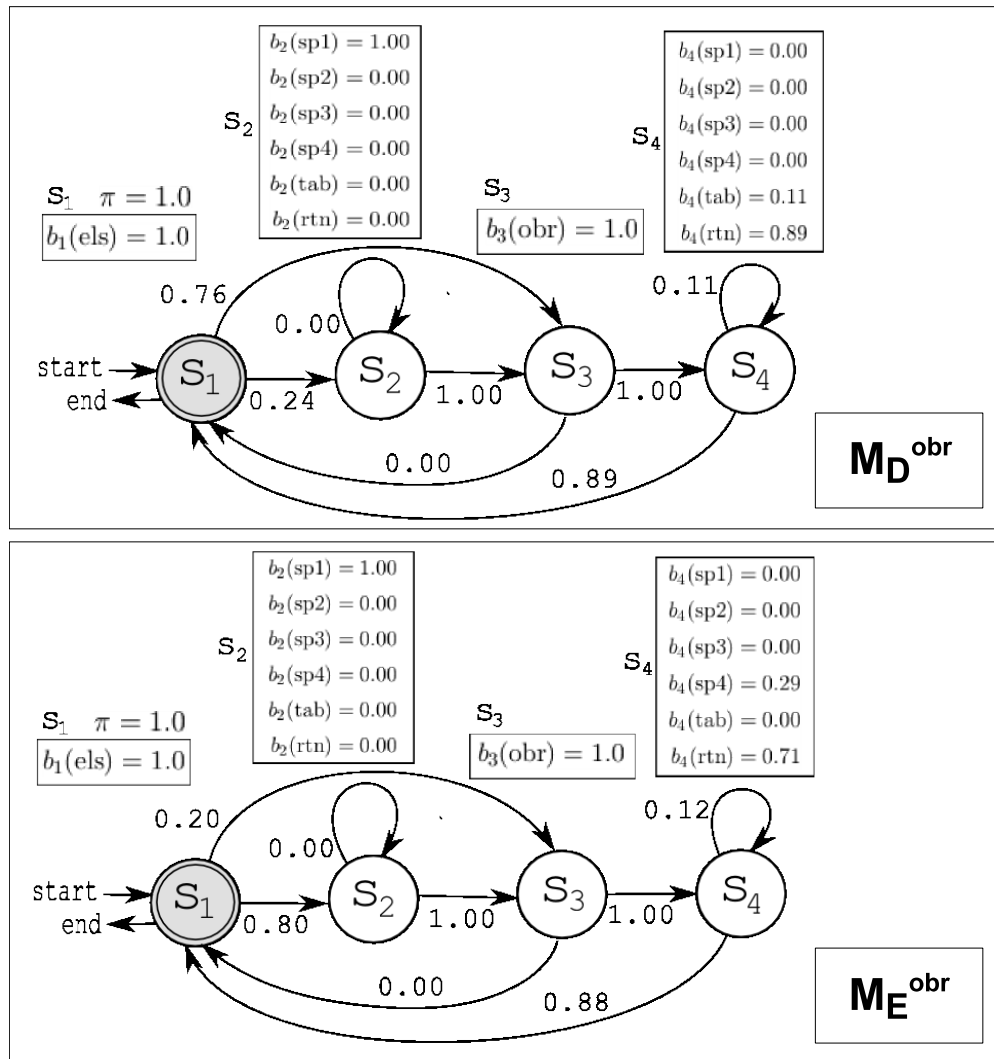 b₂(sp1) = 1.00
b₂(sp2) = 0.00
b₂(sp3) = 0.00
b₂(sp4) = 0.00
b₂(tab) = 0.00
b₂(rtn) = 0.00
S₂
b₄(sp1) = 0.00
b₄(sp2) = 0.00
b₄(sp3) = 0.00
b₄(sp4) = 0.00
b₄(tab) = 0.11
b₄(rtn) = 0.89
S₄
S₁ π = 1.0
b₁(els) = 1.0
S₃
b₃(obr) = 1.0
0.76
0.00
0.11
start
end
S₁
S₂
S₃
S₄
0.24
1.00
1.00
0.00
0.89
M_D^obr
b₂(sp1) = 1.00
b₂(sp2) = 0.00
b₂(sp3) = 0.00
b₂(sp4) = 0.00
b₂(tab) = 0.00
b₂(rtn) = 0.00
S₂
b₄(sp1) = 0.00
b₄(sp2) = 0.00
b₄(sp3) = 0.00
b₄(sp4) = 0.29
b₄(tab) = 0.00
b₄(rtn) = 0.71
S₄
S₁ π = 1.0
b₁(els) = 1.0
S₃
b₃(obr) = 1.0
0.20
0.00
0.12
start
end
S₁
S₂
S₃
S₄
0.80
1.00
1.00
0.00
0.88
M_E^obr